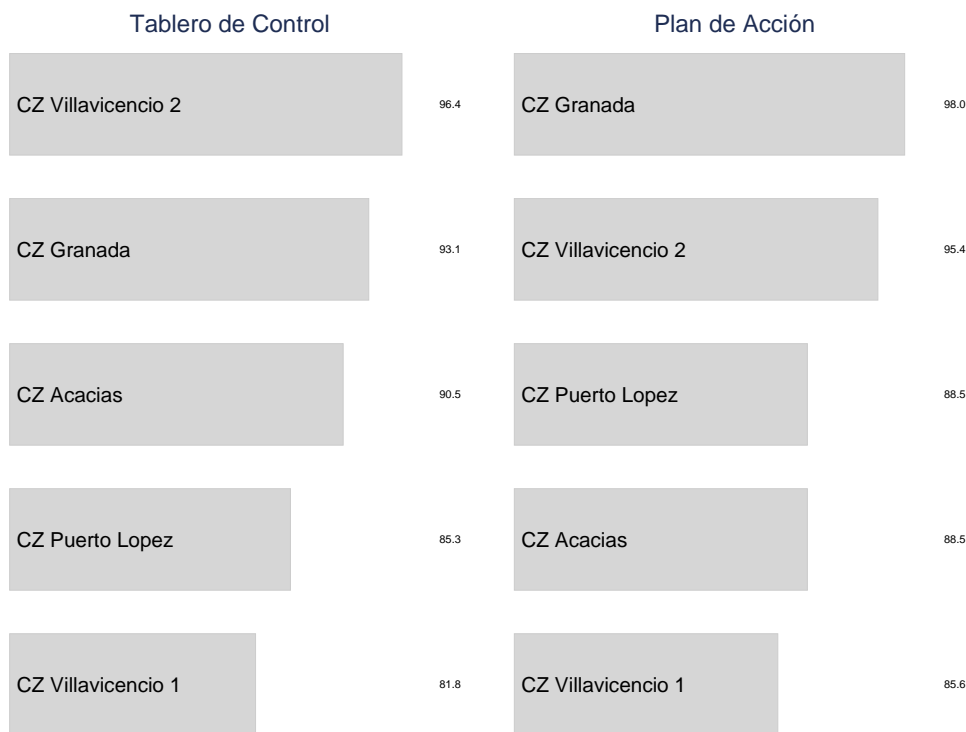 Tablero de Control
CZ Villavicencio 2 96.4
CZ Granada 93.1
CZ Acacias 90.5
CZ Puerto Lopez 85.3
CZ Villavicencio 1 81.8
Plan de Acción
CZ Granada 98.0
CZ Villavicencio 2 95.4
CZ Puerto Lopez 88.5
CZ Acacias 88.5
CZ Villavicencio 1 85.6